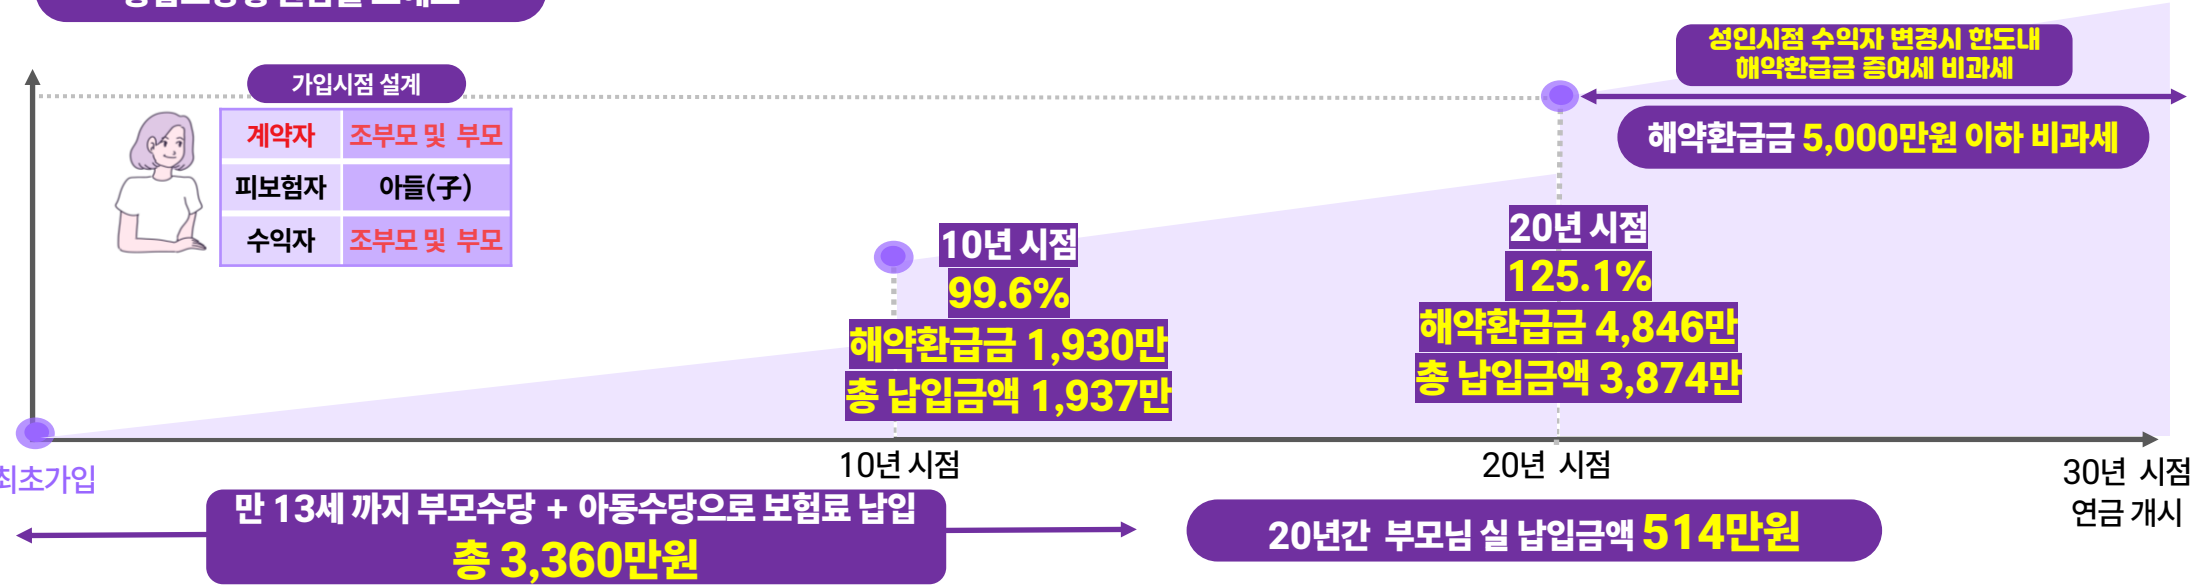 성인시점 수익자 변경시 한도내
해약환급금 증여세 비과세
해약환급금 5,000만원 이하 비과세
가입시점 설계
계약자 조부모 및 부모
피보험자 아들(子)
수익자 조부모 및 부모
10년 시점
99.6%
해약환급금 1,930만
총 납입금액 1,937만
20년 시점
125.1%
해약환급금 4,846만
총 납입금액 3,874만
최초가입
10년 시점
20년 시점
30년 시점
연금 개시
만 13세 까지 부모수당 + 아동수당으로 보험료 납입
총 3,360만원
20년간 부모님 실 납입금액 514만원